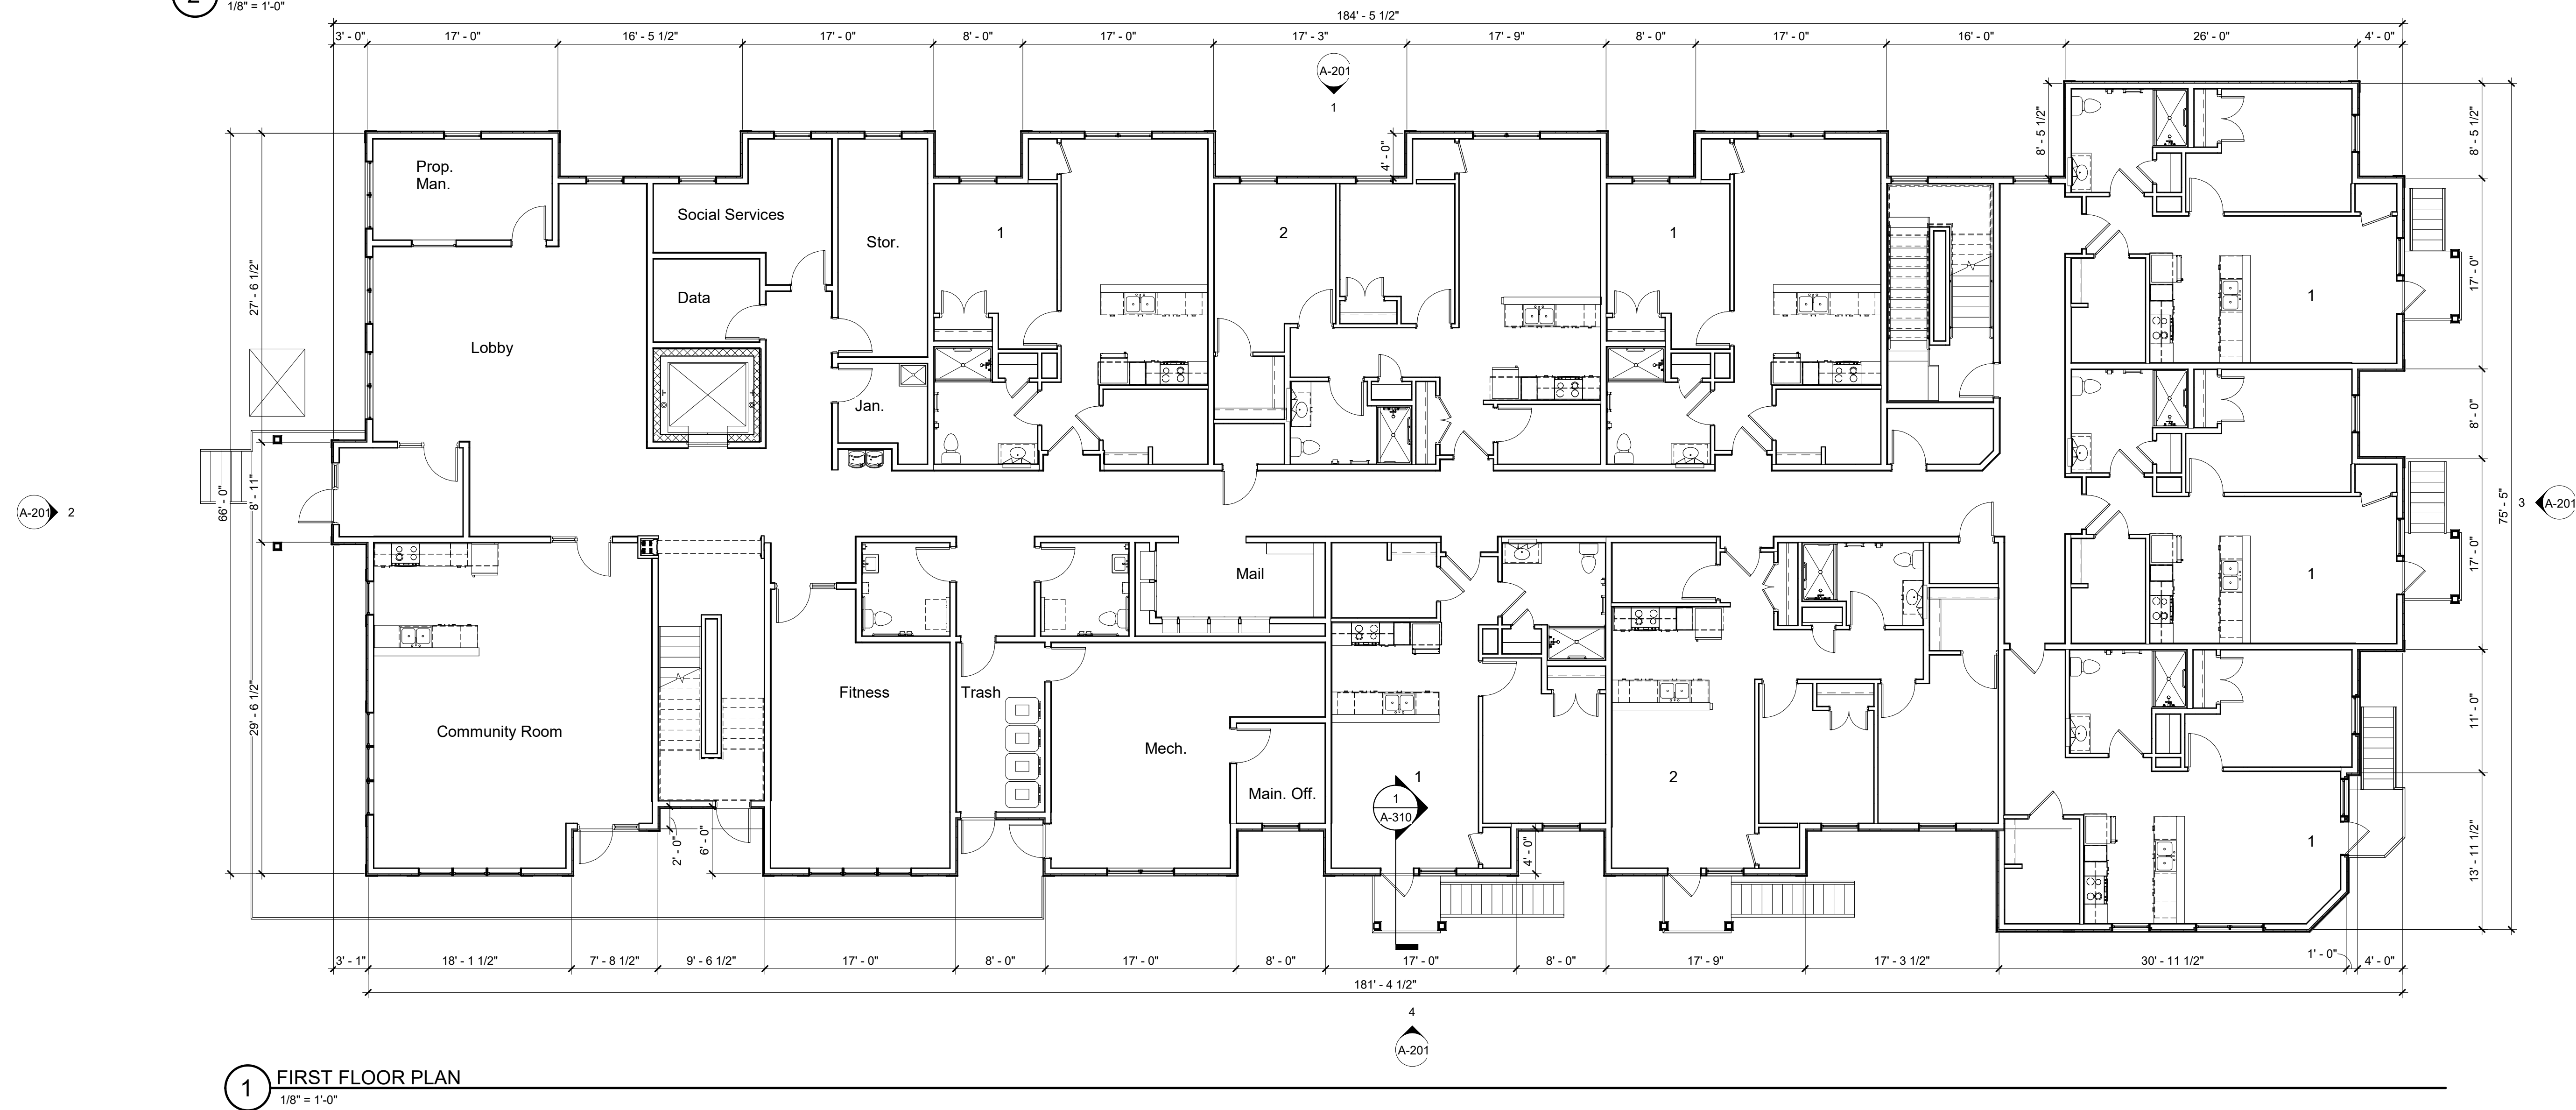 2
1/8" = 1'-0"
184' - 5 1/2"
3' - 0"
17' - 0"
16' - 5 1/2"
17' - 0"
8' - 0"
17' - 0"
17' - 3"
17' - 9"
8' - 0"
17' - 0"
16' - 0"
26' - 0"
4' - 0"
A-201
1
8' - 5 1/2"
8' - 5 1/2"
4' - 0"
Prop.
Man.
Social Services
Stor.
1
2
1
27' - 6 1/2"
17' - 0"
Data
1
Lobby
Jan.
8' - 0"
A-201
2
66' - 0"
8' - 11"
75' - 5"
3
A-201
17' - 0"
Mail
1
29' - 6 1/2"
Fitness
Trash
11' - 0"
Community Room
Mech.
1
2
Main. Off.
1
A-310
1
2' - 0"
6' - 0"
4' - 0"
13' - 11 1/2"
3' - 1"
18' - 1 1/2"
7' - 8 1/2"
9' - 6 1/2"
17' - 0"
8' - 0"
17' - 0"
8' - 0"
17' - 0"
8' - 0"
17' - 9"
17' - 3 1/2"
30' - 11 1/2"
1' - 0"
4' - 0"
181' - 4 1/2"
4
A-201
1
FIRST FLOOR PLAN
1/8" = 1'-0"